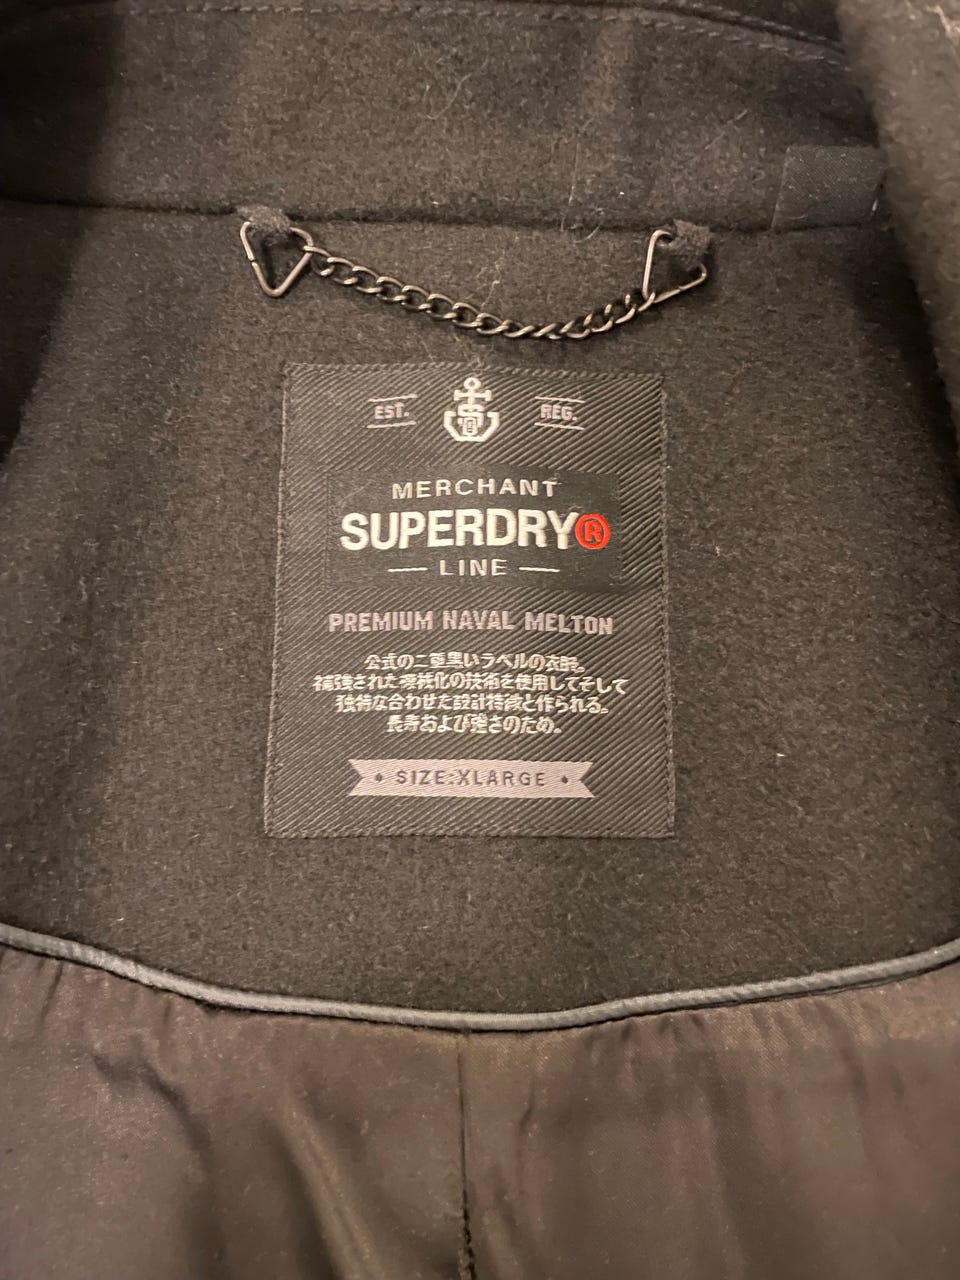 EST. REG.
MERCHANT
SUPERDRY®
LINE
PREMIUM NAVAL MELTON
公式の二重黒いラベルの衣服。
補強された 化の技術を使用してそして
独特な合わせた設計特徴と作られる。
長寿および強さのため。
SIZE:XLARGE